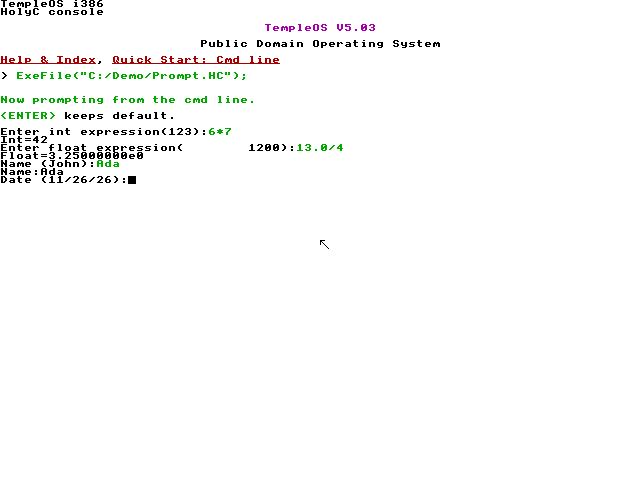 TempleOS i386
HolyC console
TempleOS V5.03
Public Domain Operating System
Help & Index, Quick Start: Cmd line
> ExeFile("C:/Demo/Prompt.HC");
Now prompting from the cmd line.
<ENTER> keeps default.
Enter int expression(123):6*7
Int=42
Enter float expression(        1200):13.0/4
Float=3.25000000e0
Name (John):Ada
Name:Ada
Date (11/26/26):